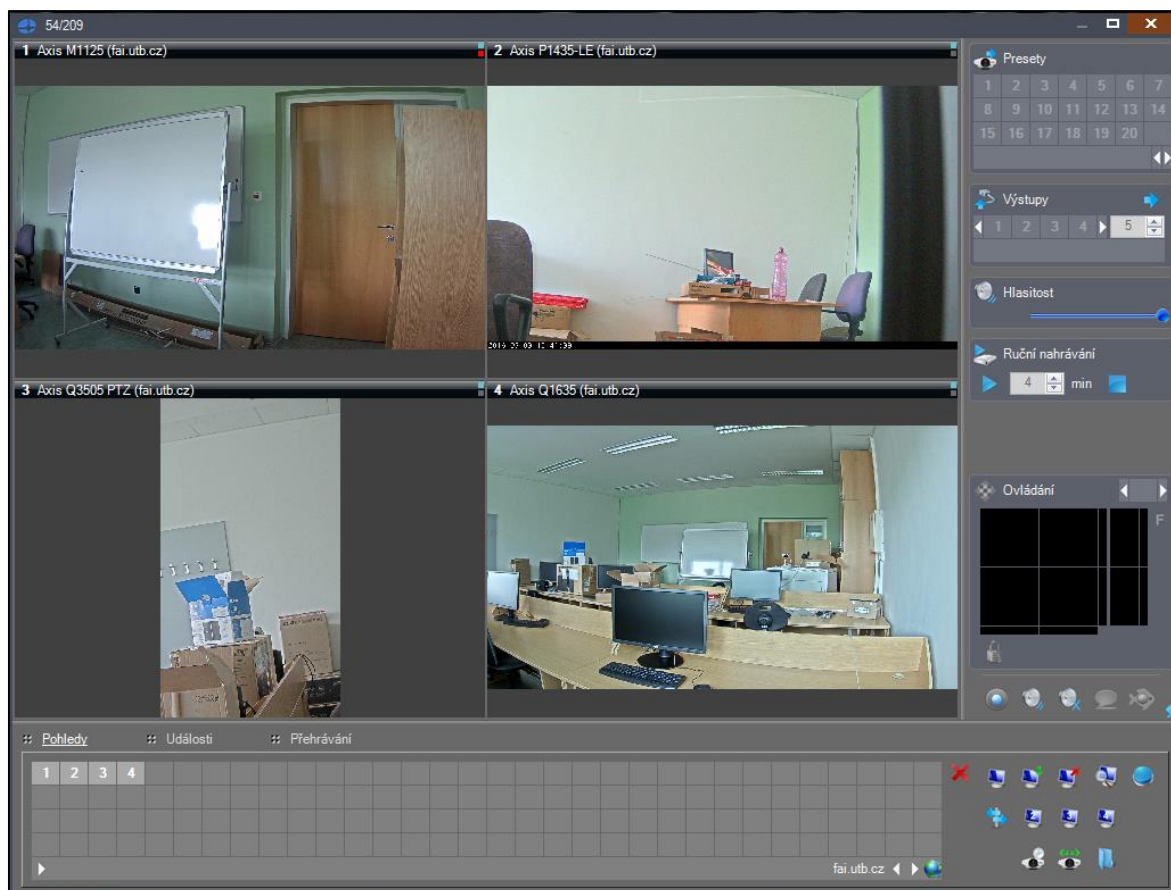 54/209
1 Axis M1125 (fai.utb.cz)
2 Axis P1435-LE (fai.utb.cz)
3 Axis Q3505 PTZ (fai.utb.cz)
4 Axis Q1635 (fai.utb.cz)
Presety
1 2 3 4 5 6 7
8 9 10 11 12 13 14
15 16 17 18 19 20
Výstupy
1 2 3 4 5
Hlasitost
Ruční nahrávání
4 min
Ovládání
F
Pohledy Události Přehrávání
1 2 3 4
fai.utb.cz